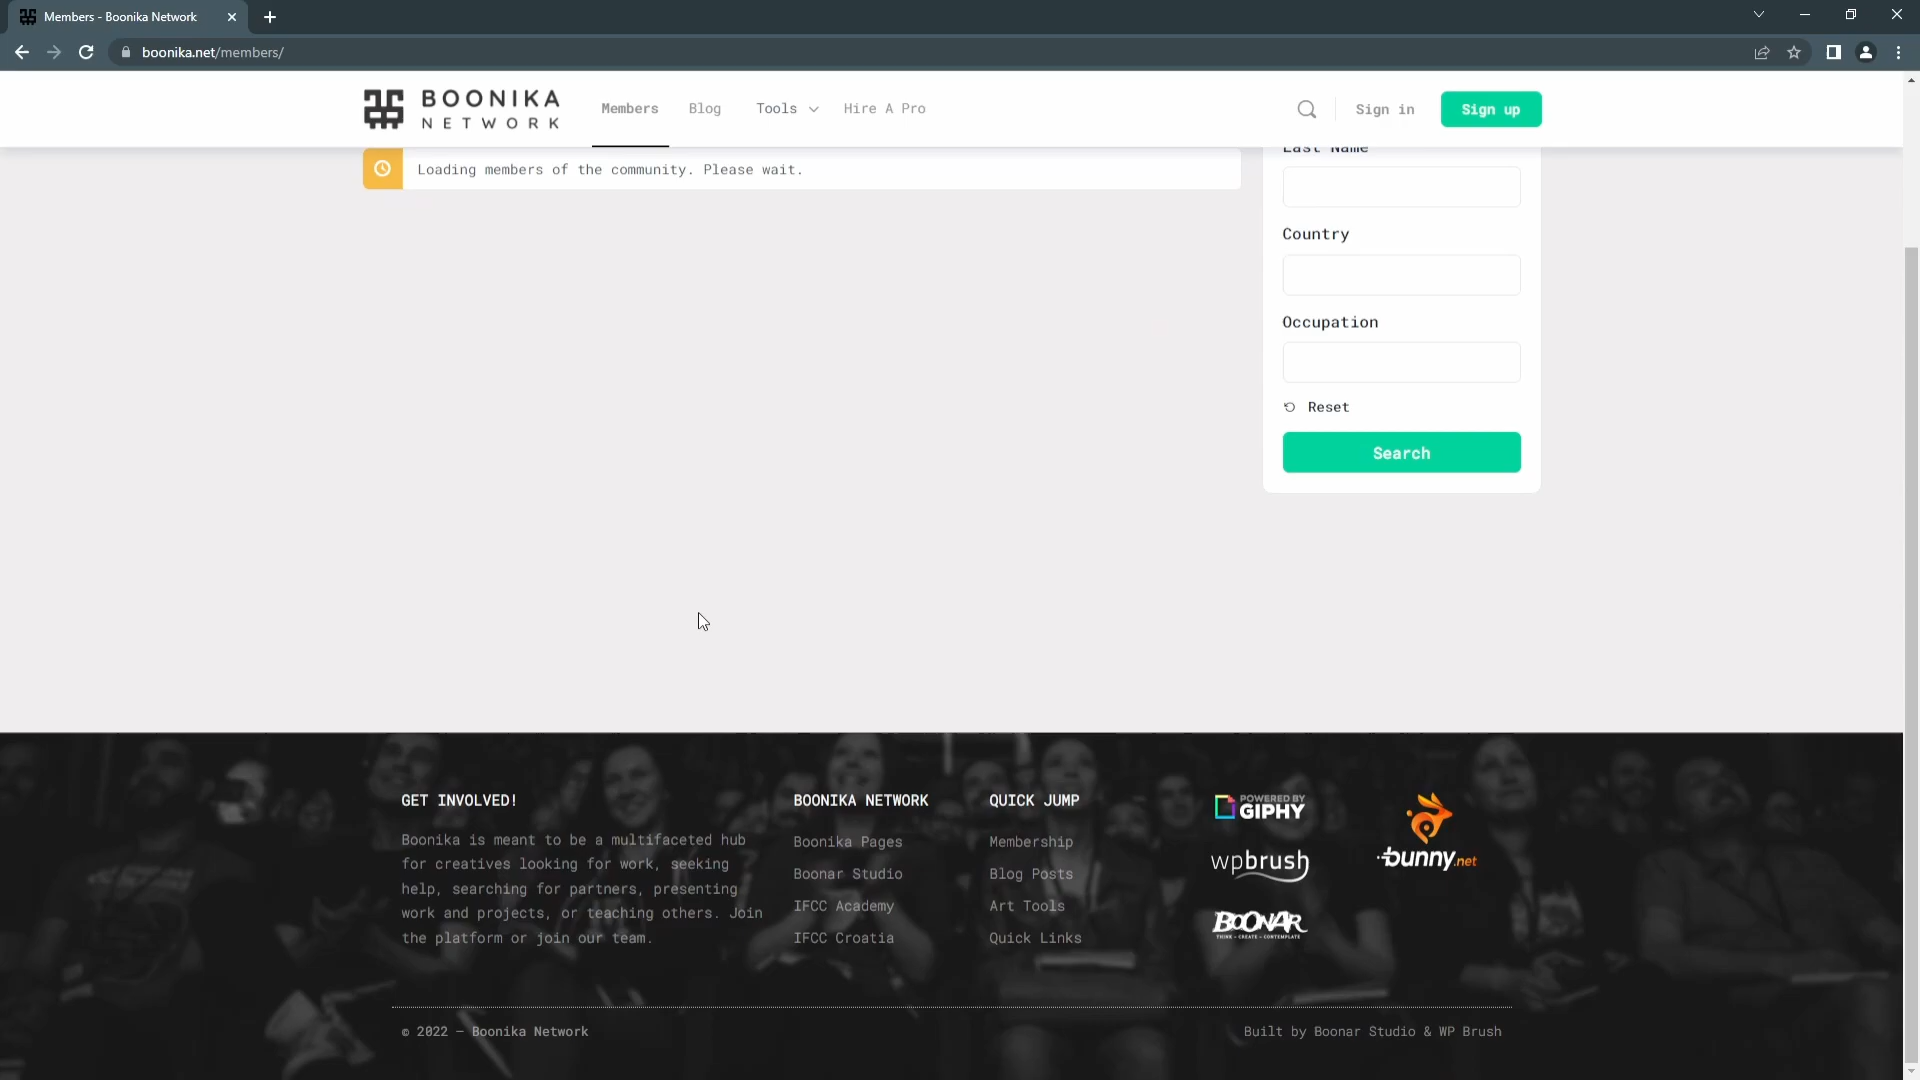 Members - Boonika Network
boonika.net/members/
BOONIKA
NETWORK
Members
Blog
Tools
Hire A Pro
Sign in
Sign up
Loading members of the community. Please wait.
Last Name
Country
Occupation
Reset
Search
GET INVOLVED!
Boonika is meant to be a multifaceted hub
for creatives looking for work, seeking
help, searching for partners, presenting
work and projects, or teaching others. Join
the platform or join our team.
BOONIKA NETWORK
Boonika Pages
Boonar Studio
IFCC Academy
IFCC Croatia
QUICK JUMP
Membership
Blog Posts
Art Tools
Quick Links
POWERED BY
GIPHY
wpbrush
BOONAR
THINK • CREATE • CONTEMPLATE
bunny.net
© 2022 — Boonika Network
Built by Boonar Studio & WP Brush